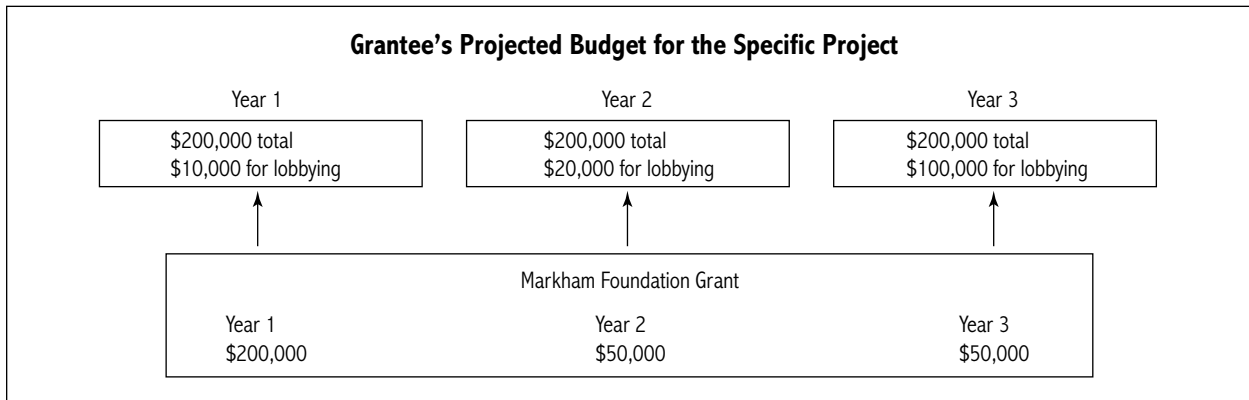 Grantee’s Projected Budget for the Specific Project
Year 1 Year 2 Year 3
$200,000 total $200,000 total $200,000 total
$10,000 for lobbying $20,000 for lobbying $100,000 for lobbying
Markham Foundation Grant
Year 1 Year 2 Year 3
$200,000 $50,000 $50,000